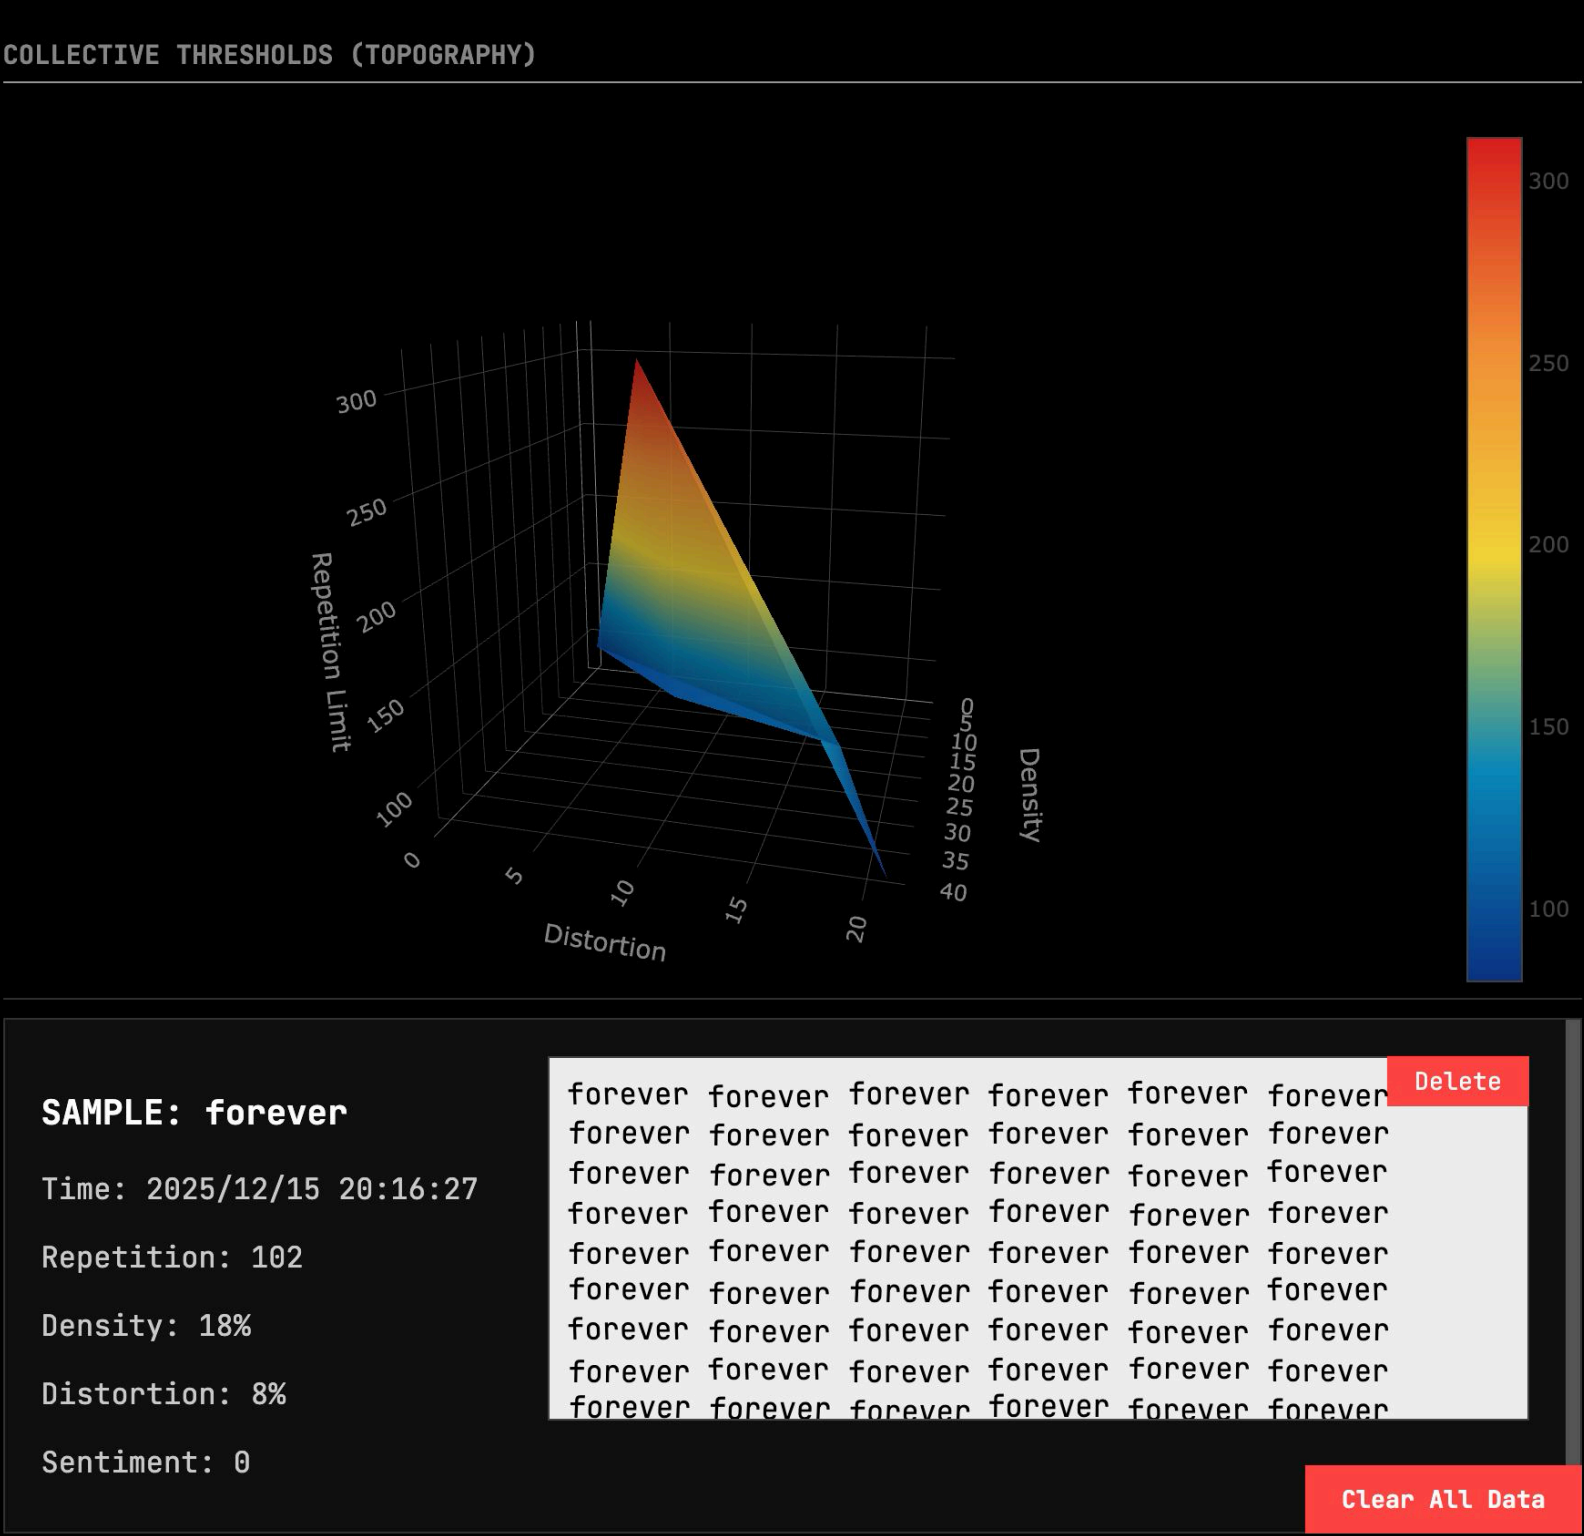 COLLECTIVE THRESHOLDS (TOPOGRAPHY)
300
250
200
150
100
Repetition Limit
0
5
10
15
20
Distortion
0
5
10
15
20
25
30
35
40
Density
300
250
200
150
100
SAMPLE: forever
Time: 2025/12/15 20:16:27
Repetition: 102
Density: 18%
Distortion: 8%
Sentiment: 0
forever forever forever forever forever forever
forever forever forever forever forever forever
forever forever forever forever forever forever
forever forever forever forever forever forever
forever forever forever forever forever forever
forever forever forever forever forever forever
forever forever forever forever forever forever
forever forever forever forever forever forever
forever forever forever forever forever forever
Delete
Clear All Data